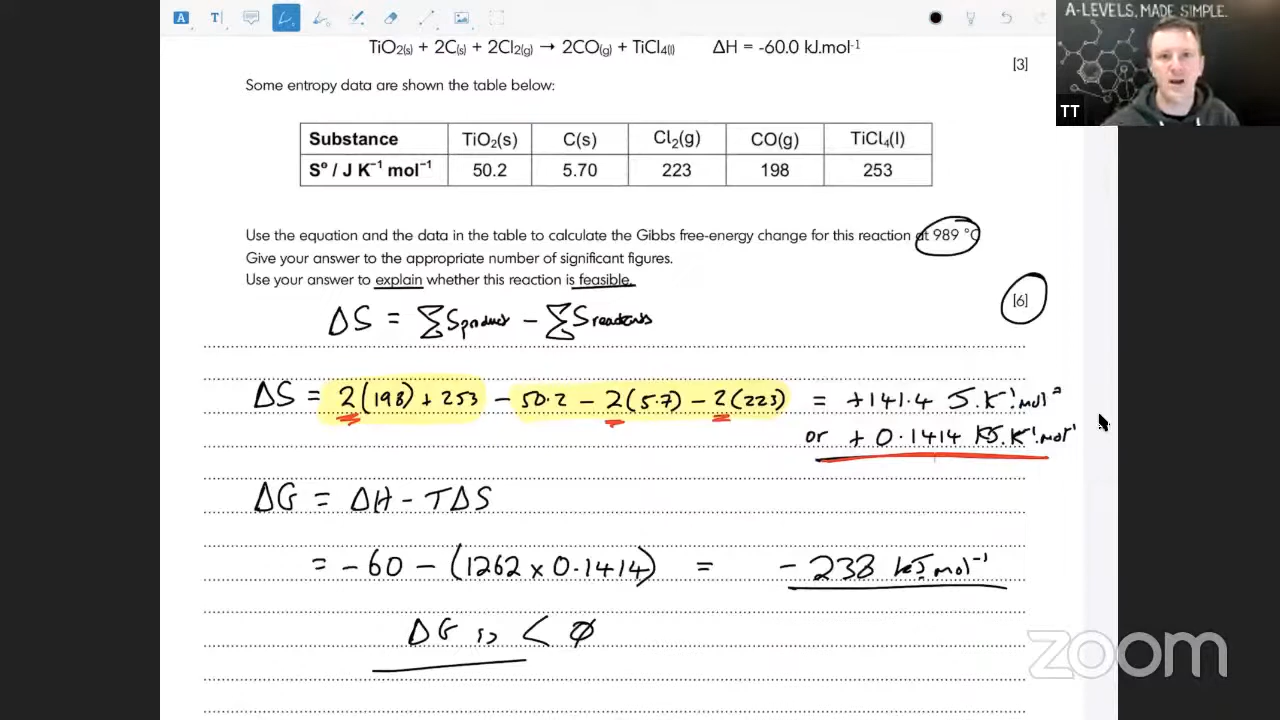 A-LEVELS, MADE SIMPLE.
TiO2(s) + 2C(s) + 2Cl2(g) → 2CO(g) + TiCl4(l) ΔH = -60.0 kJ.mol-1
[3]
TT
Some entropy data are shown the table below:
Substance TiO2(s) C(s) Cl2(g) CO(g) TiCl4(l)
Sº / J K−1 mol−1 50.2 5.70 223 198 253
Use the equation and the data in the table to calculate the Gibbs free-energy change for this reaction at 989 °C
Give your answer to the appropriate number of significant figures.
Use your answer to explain whether this reaction is feasible.
[6]
ΔS = ΣSproduct − ΣSreactants
ΔS = 2(198) + 253 − 50.2 − 2(5.7) − 2(223) = +141.4 J.K-1.mol-1
or + 0.1414 KJ.K-1.mol-1
ΔG = ΔH − TΔS
= −60 − (1262 × 0.1414) = −238 kJ.mol-1
ΔG is < 0
zoom